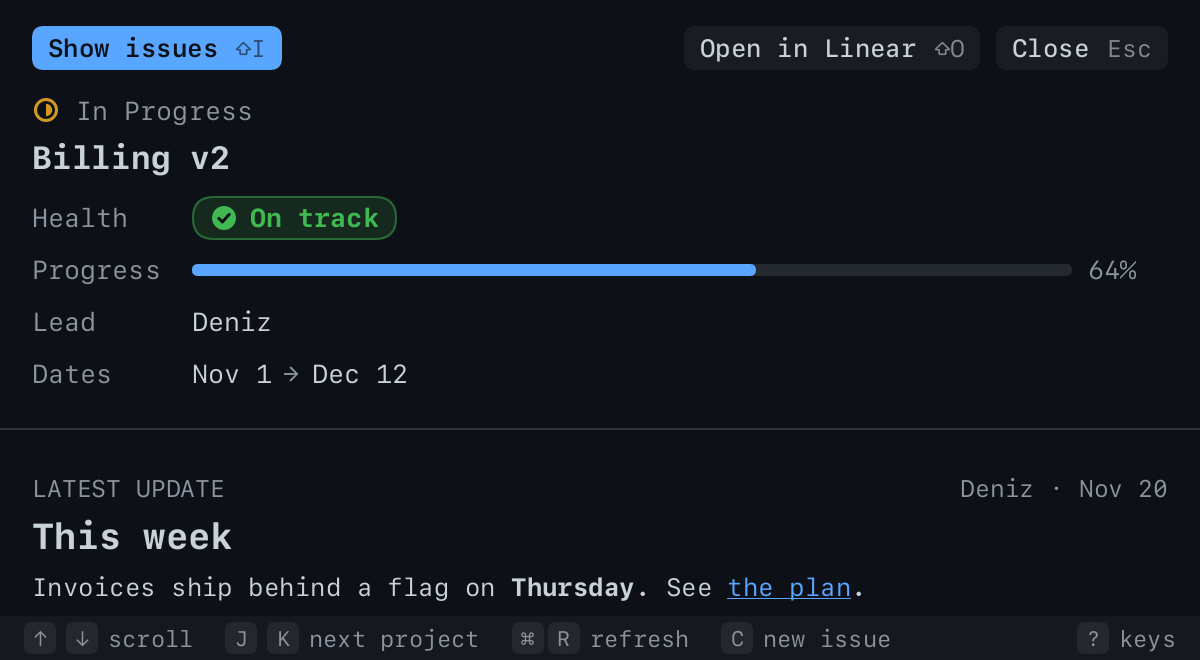 Show issues ⇧I Open in Linear ⇧O Close Esc
In Progress
Billing v2
Health On track
Progress 64%
Lead Deniz
Dates Nov 1 → Dec 12
LATEST UPDATE Deniz · Nov 20
This week
Invoices ship behind a flag on Thursday. See the plan.
↑ ↓ scroll J K next project ⌘ R refresh C new issue ? keys